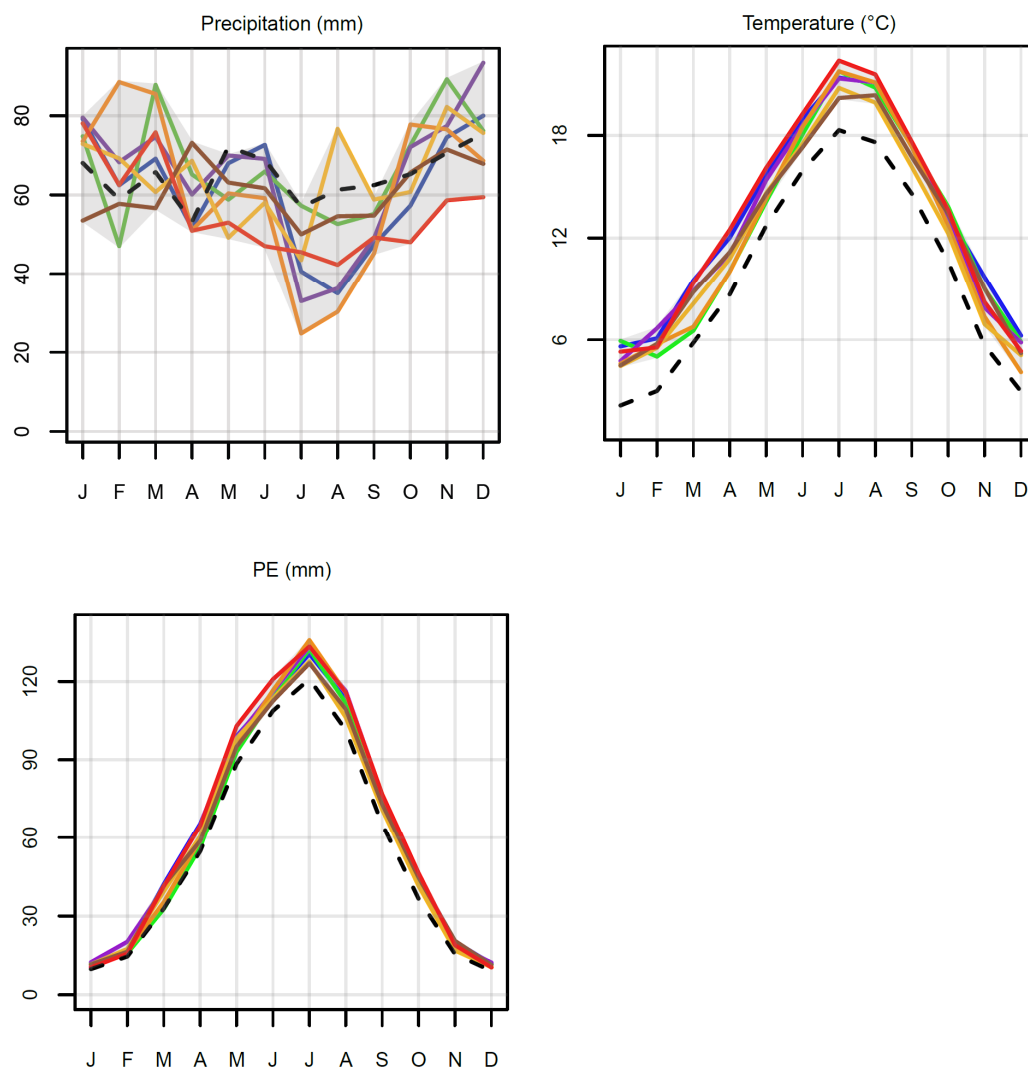 Precipitation (mm)
80
60
40
20
0
J F M A M J J A S O N D
Temperature (°C)
18
12
6
J F M A M J J A S O N D
PE (mm)
120
90
60
30
0
J F M A M J J A S O N D